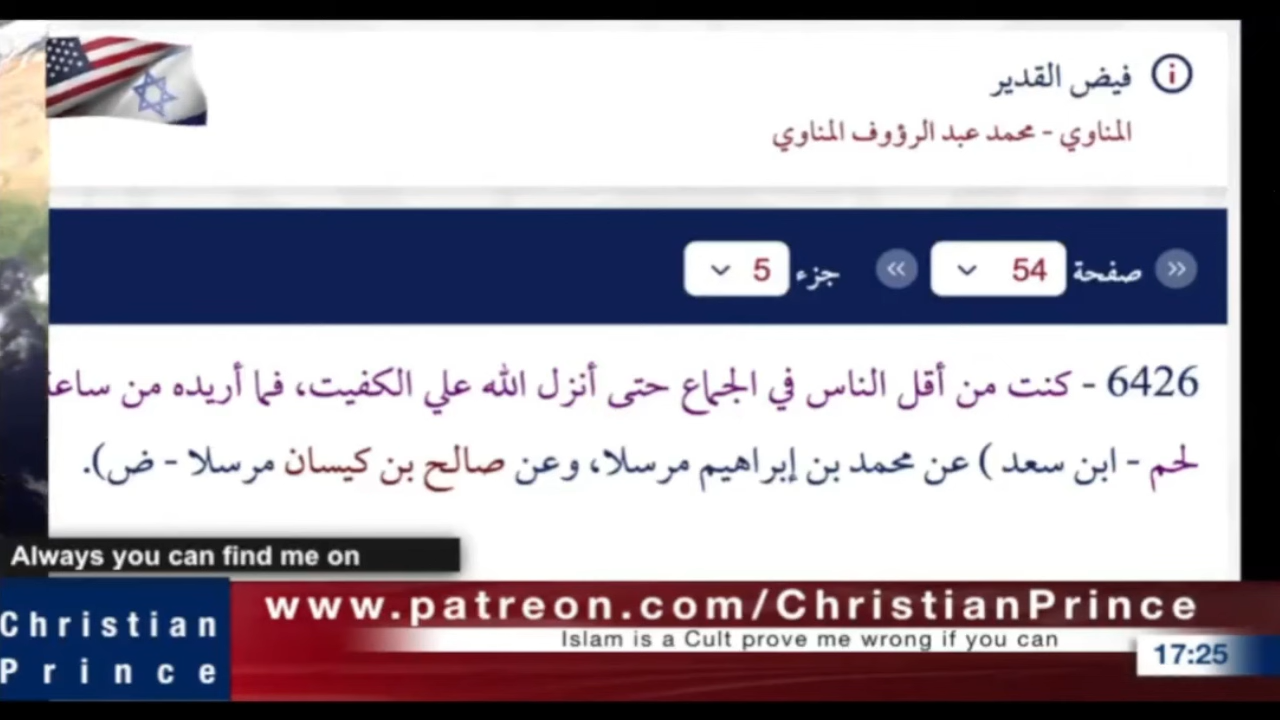 فيض القدير
المناوي - محمد عبد الرؤوف المناوي
صفحة 54 جزء 5
6426 - كنت من أقل الناس في الجماع حتى أنزل الله علي الكفيت، فما أريده من
لحم - ابن سعد ) عن محمد بن إبراهيم مرسلا، وعن صالح بن كيسان مرسلا - ض).
Always you can find me on
Christian
Prince
www.patreon.com/ChristianPrince
Islam is a Cult prove me wrong if you can
17:25